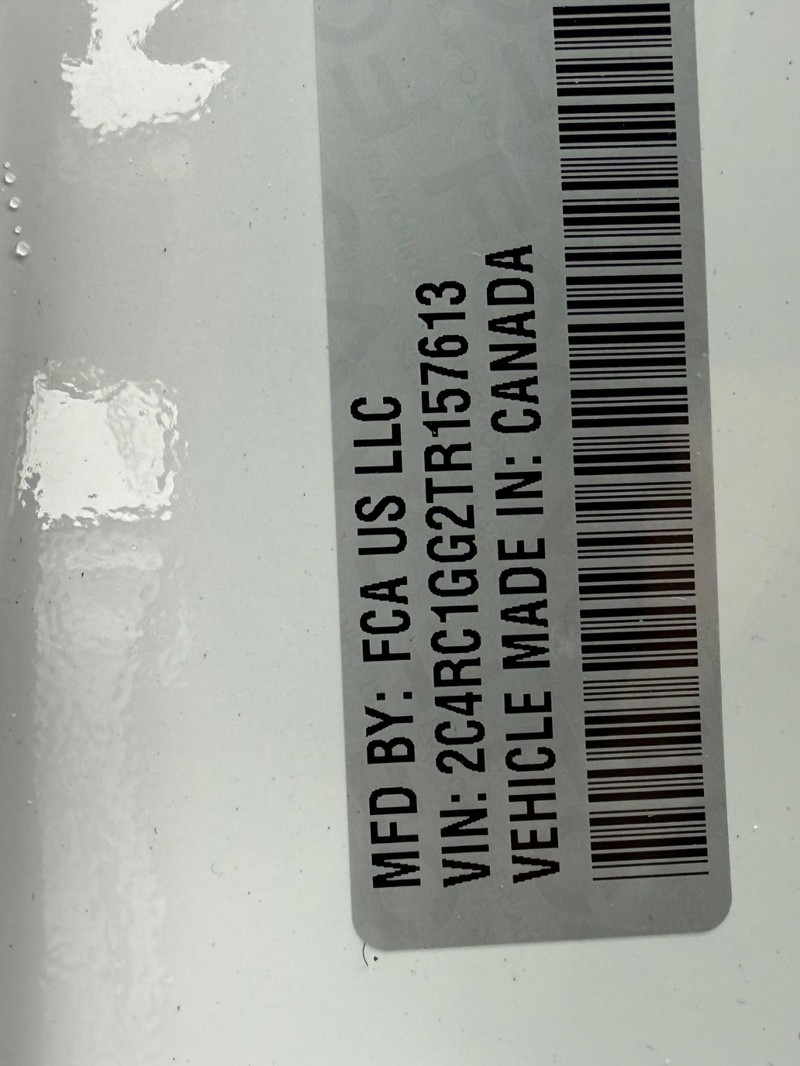 MFD BY: FCA US LLC
VIN: 2C4RC1GG2TR157613
VEHICLE MADE IN: CANADA